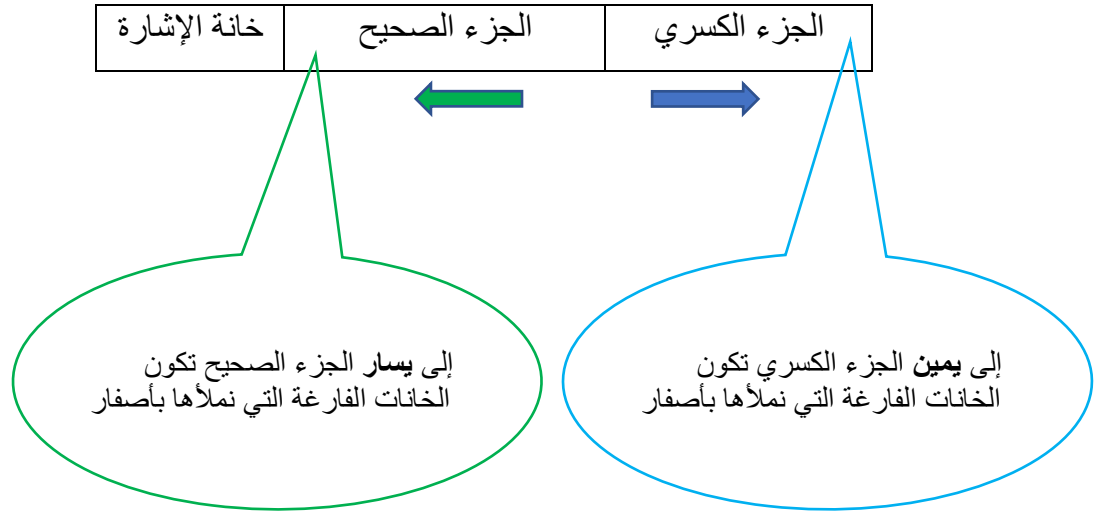 الجزء الكسري
الجزء الصحيح
خانة الإشارة
إلى يمين الجزء الكسري تكون
الخانات الفارغة التي نملأها بأصفار
إلى يسار الجزء الصحيح تكون
الخانات الفارغة التي نملأها بأصفار